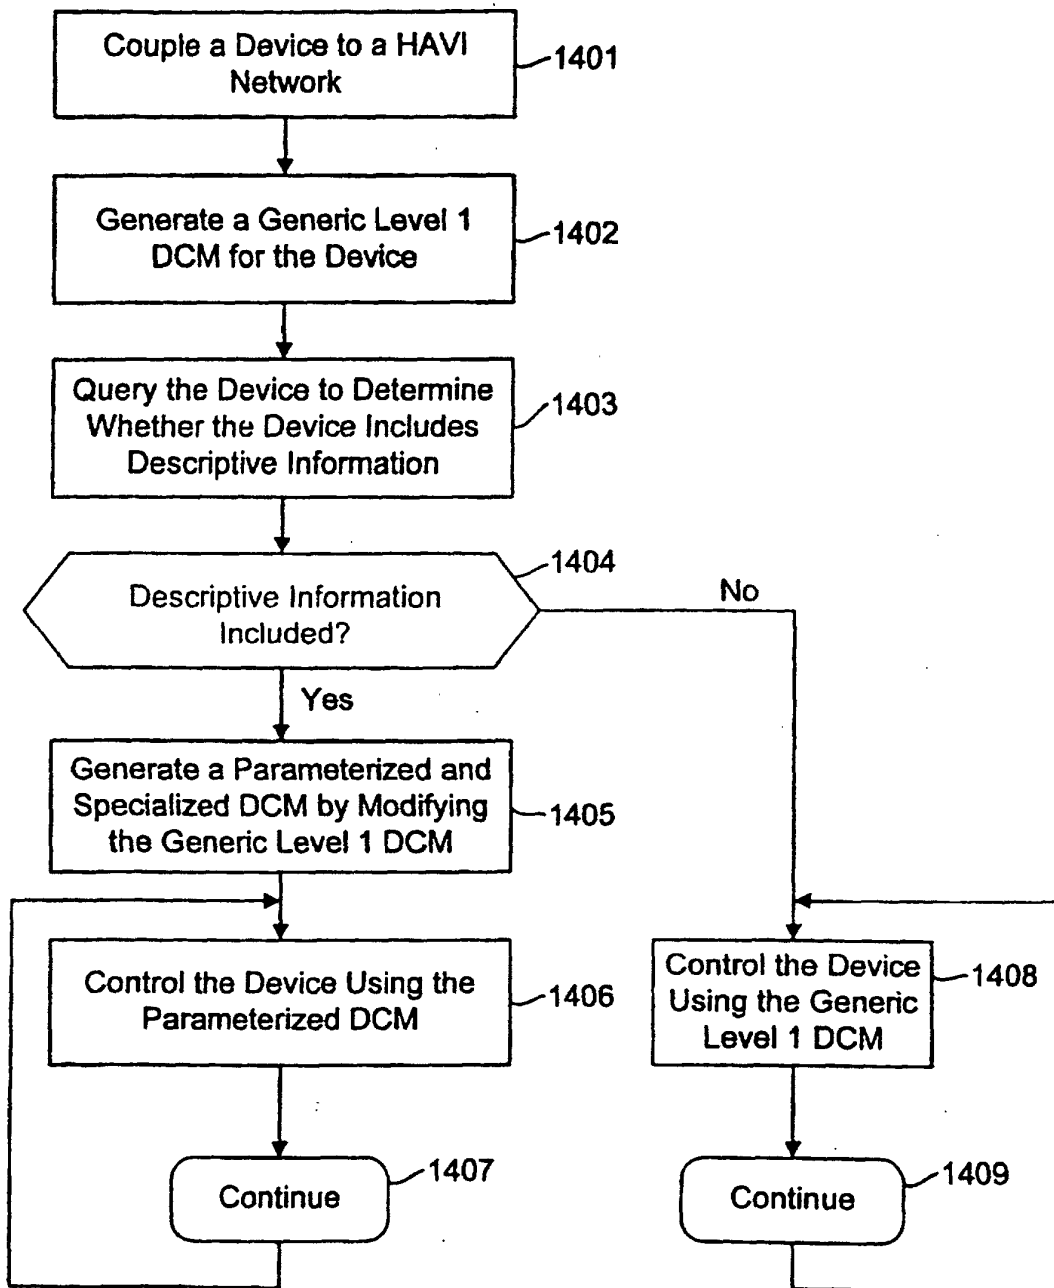 Couple a Device to a HAVI
Network
1401
Generate a Generic Level 1
DCM for the Device
1402
Query the Device to Determine
Whether the Device Includes
Descriptive Information
1403
1404
Descriptive Information
Included?
No
Yes
Generate a Parameterized and
Specialized DCM by Modifying
the Generic Level 1 DCM
1405
Control the Device Using the
Parameterized DCM
1406
Control the Device
Using the Generic
Level 1 DCM
1408
Continue
1407
Continue
1409